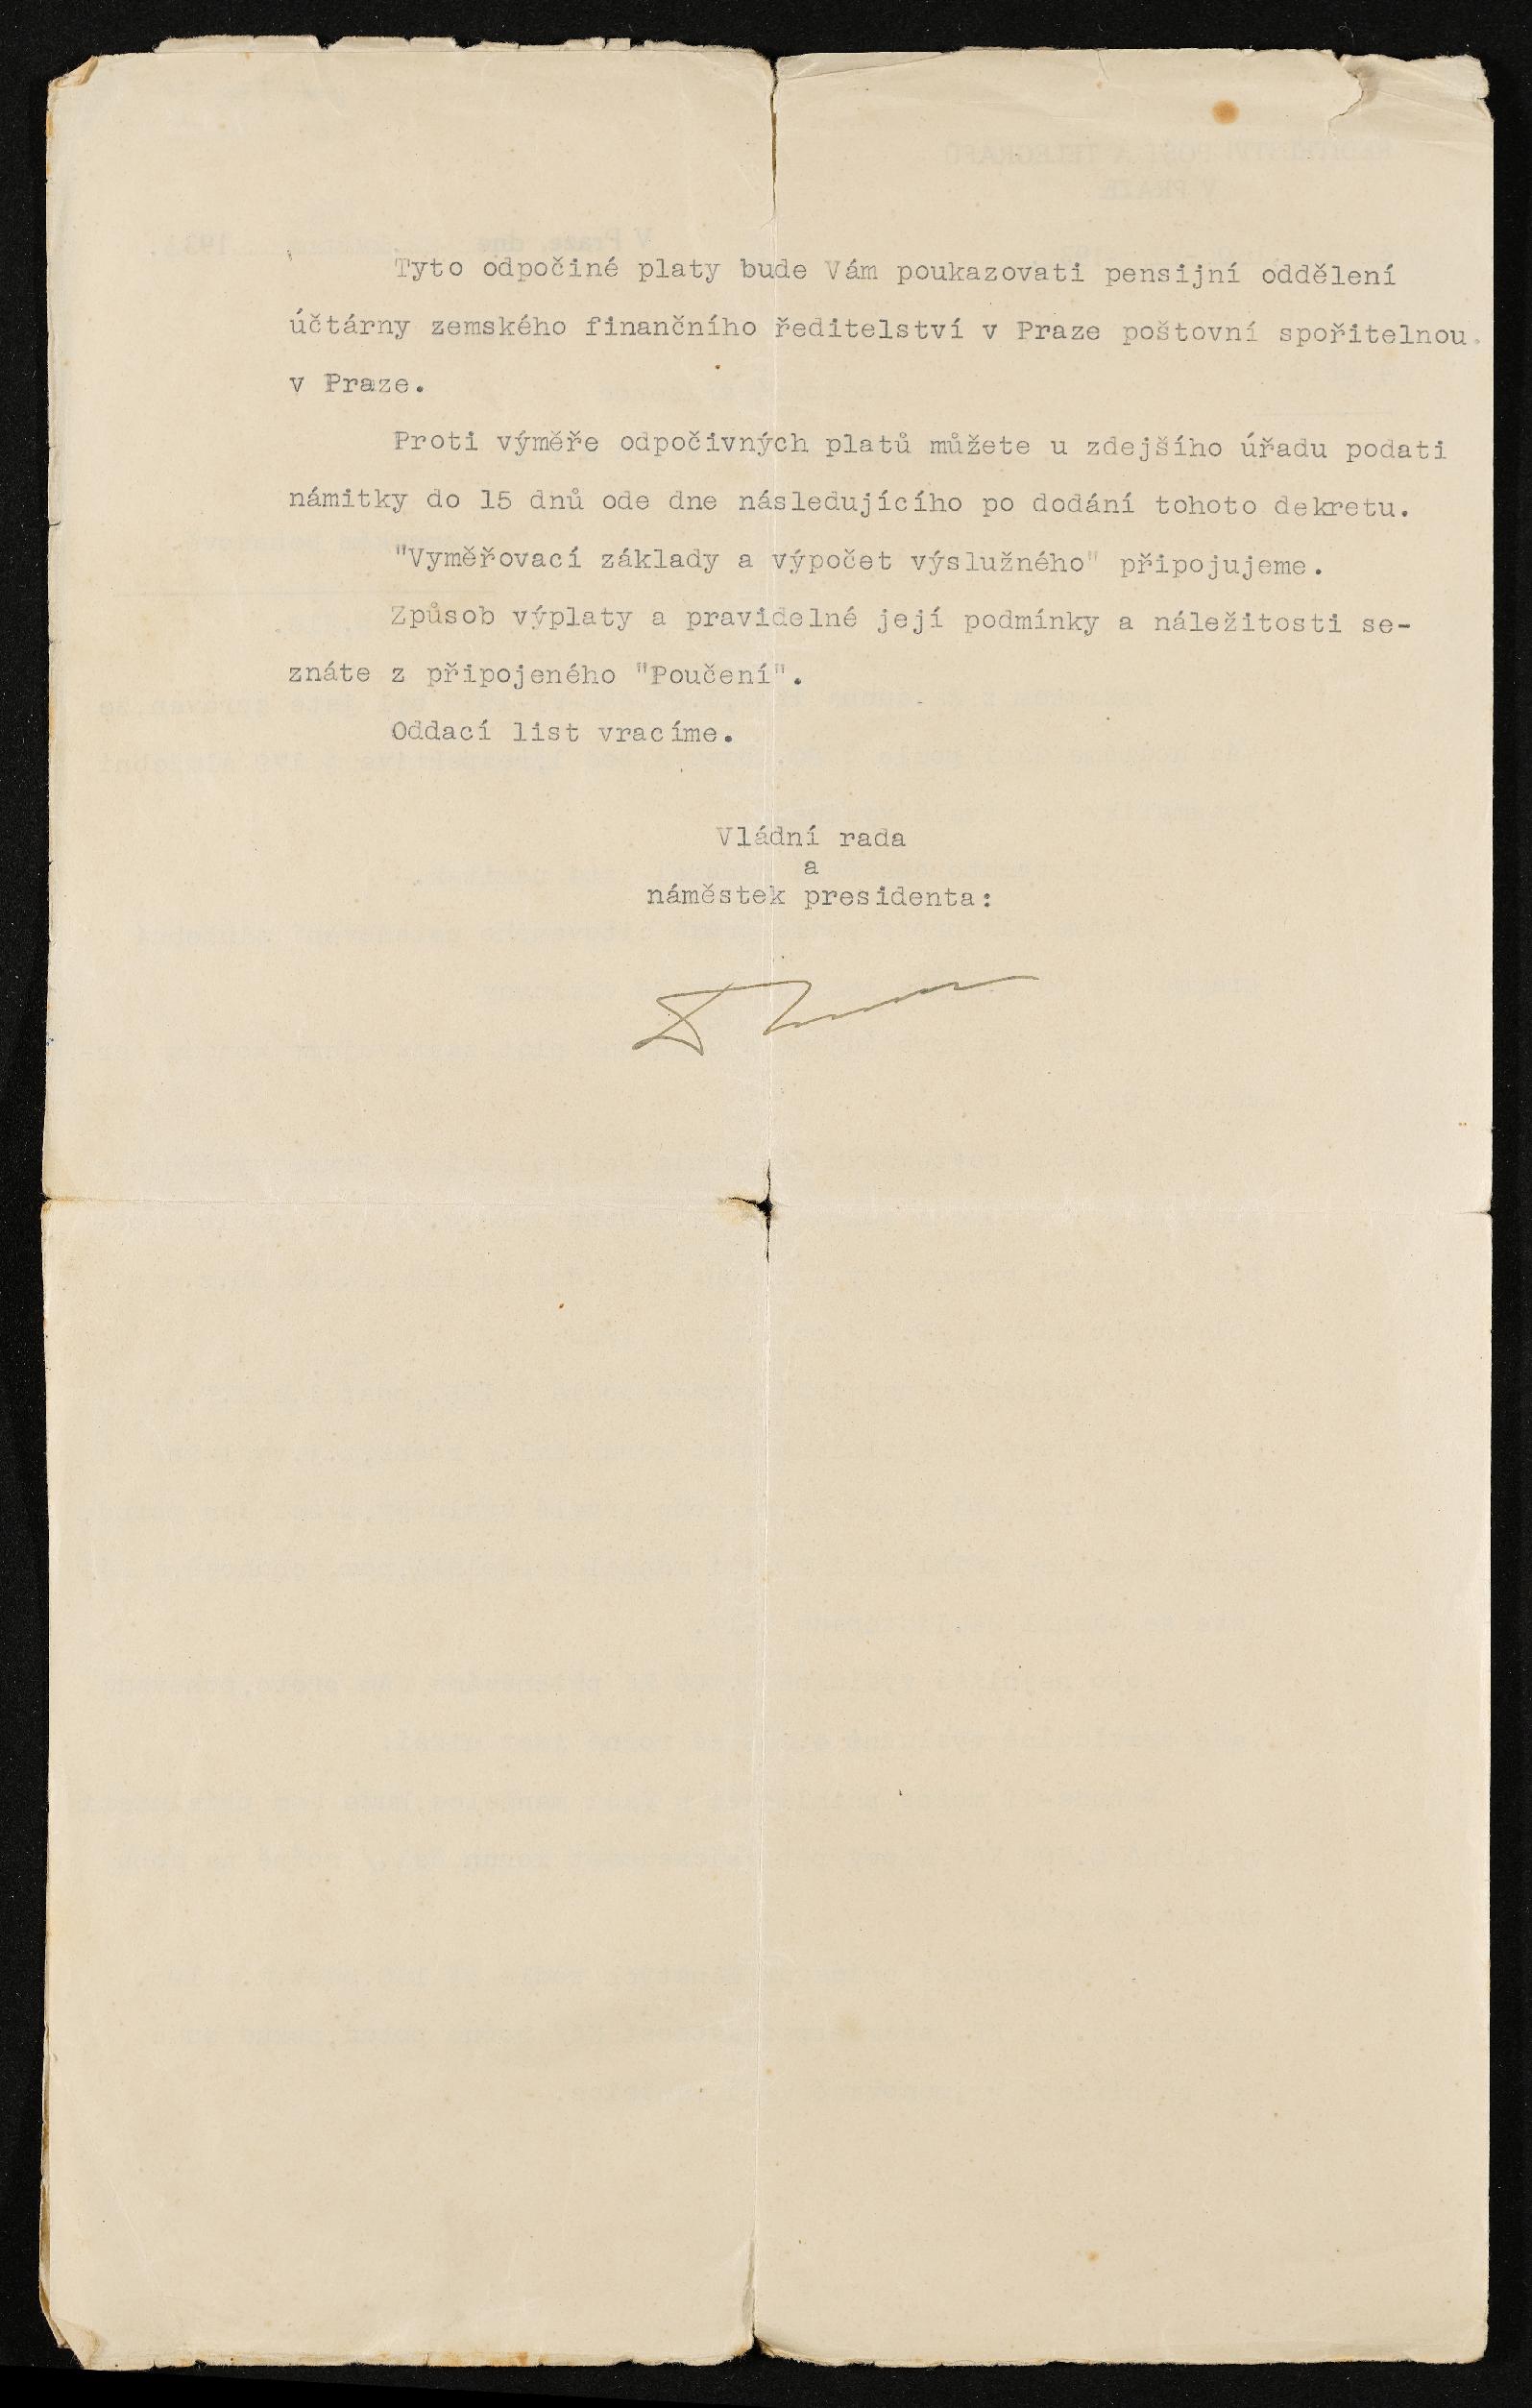 Tyto odpočiné platy bude Vám poukazovati pensijní oddělení
účtárny zemského finančního ředitelství v Praze poštovní spořitelnou.
v Praze.
Proti výměře odpočivných platů můžete u zdejšího úřadu podati
námitky do 15 dnů ode dne následujícího po dodání tohoto dekretu.
"Vyměřovací základy a výpočet výslužného" připojujeme.
Způsob výplaty a pravidelné její podmínky a náležitosti se-
znáte z připojeného "Poučení".
Oddací list vracíme.
Vládní rada
a
náměstek presidenta: